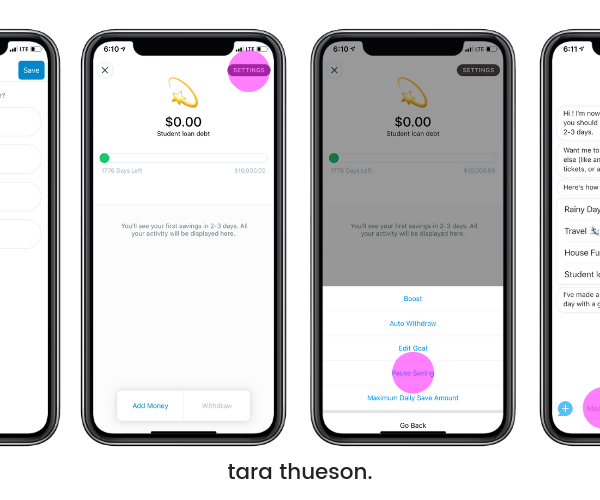 LTE
Save
r?
6:10
LTE
SETTINGS
$0.00
Student loan debt
1776 Days Left
$10,000.00
You'll see your first savings in 2-3 days. All
your activity will be displayed here.
Add Money
Withdraw
6:10
LTE
SETTINGS
$0.00
Student loan debt
1776 Days Left
$10,000.00
You'll see your first savings in 2-3 days. All
your activity will be displayed here.
Boost
Auto Withdraw
Edit Goal
Pause Saving
Maximum Daily Save Amount
Go Back
6:11
Hi ! I'm now
you should
2-3 days.
Want me to
else (like an
tickets, or a
Here's how
Rainy Day
Travel
House Fu
Student lo
I've made a
day with a g
tara thueson.